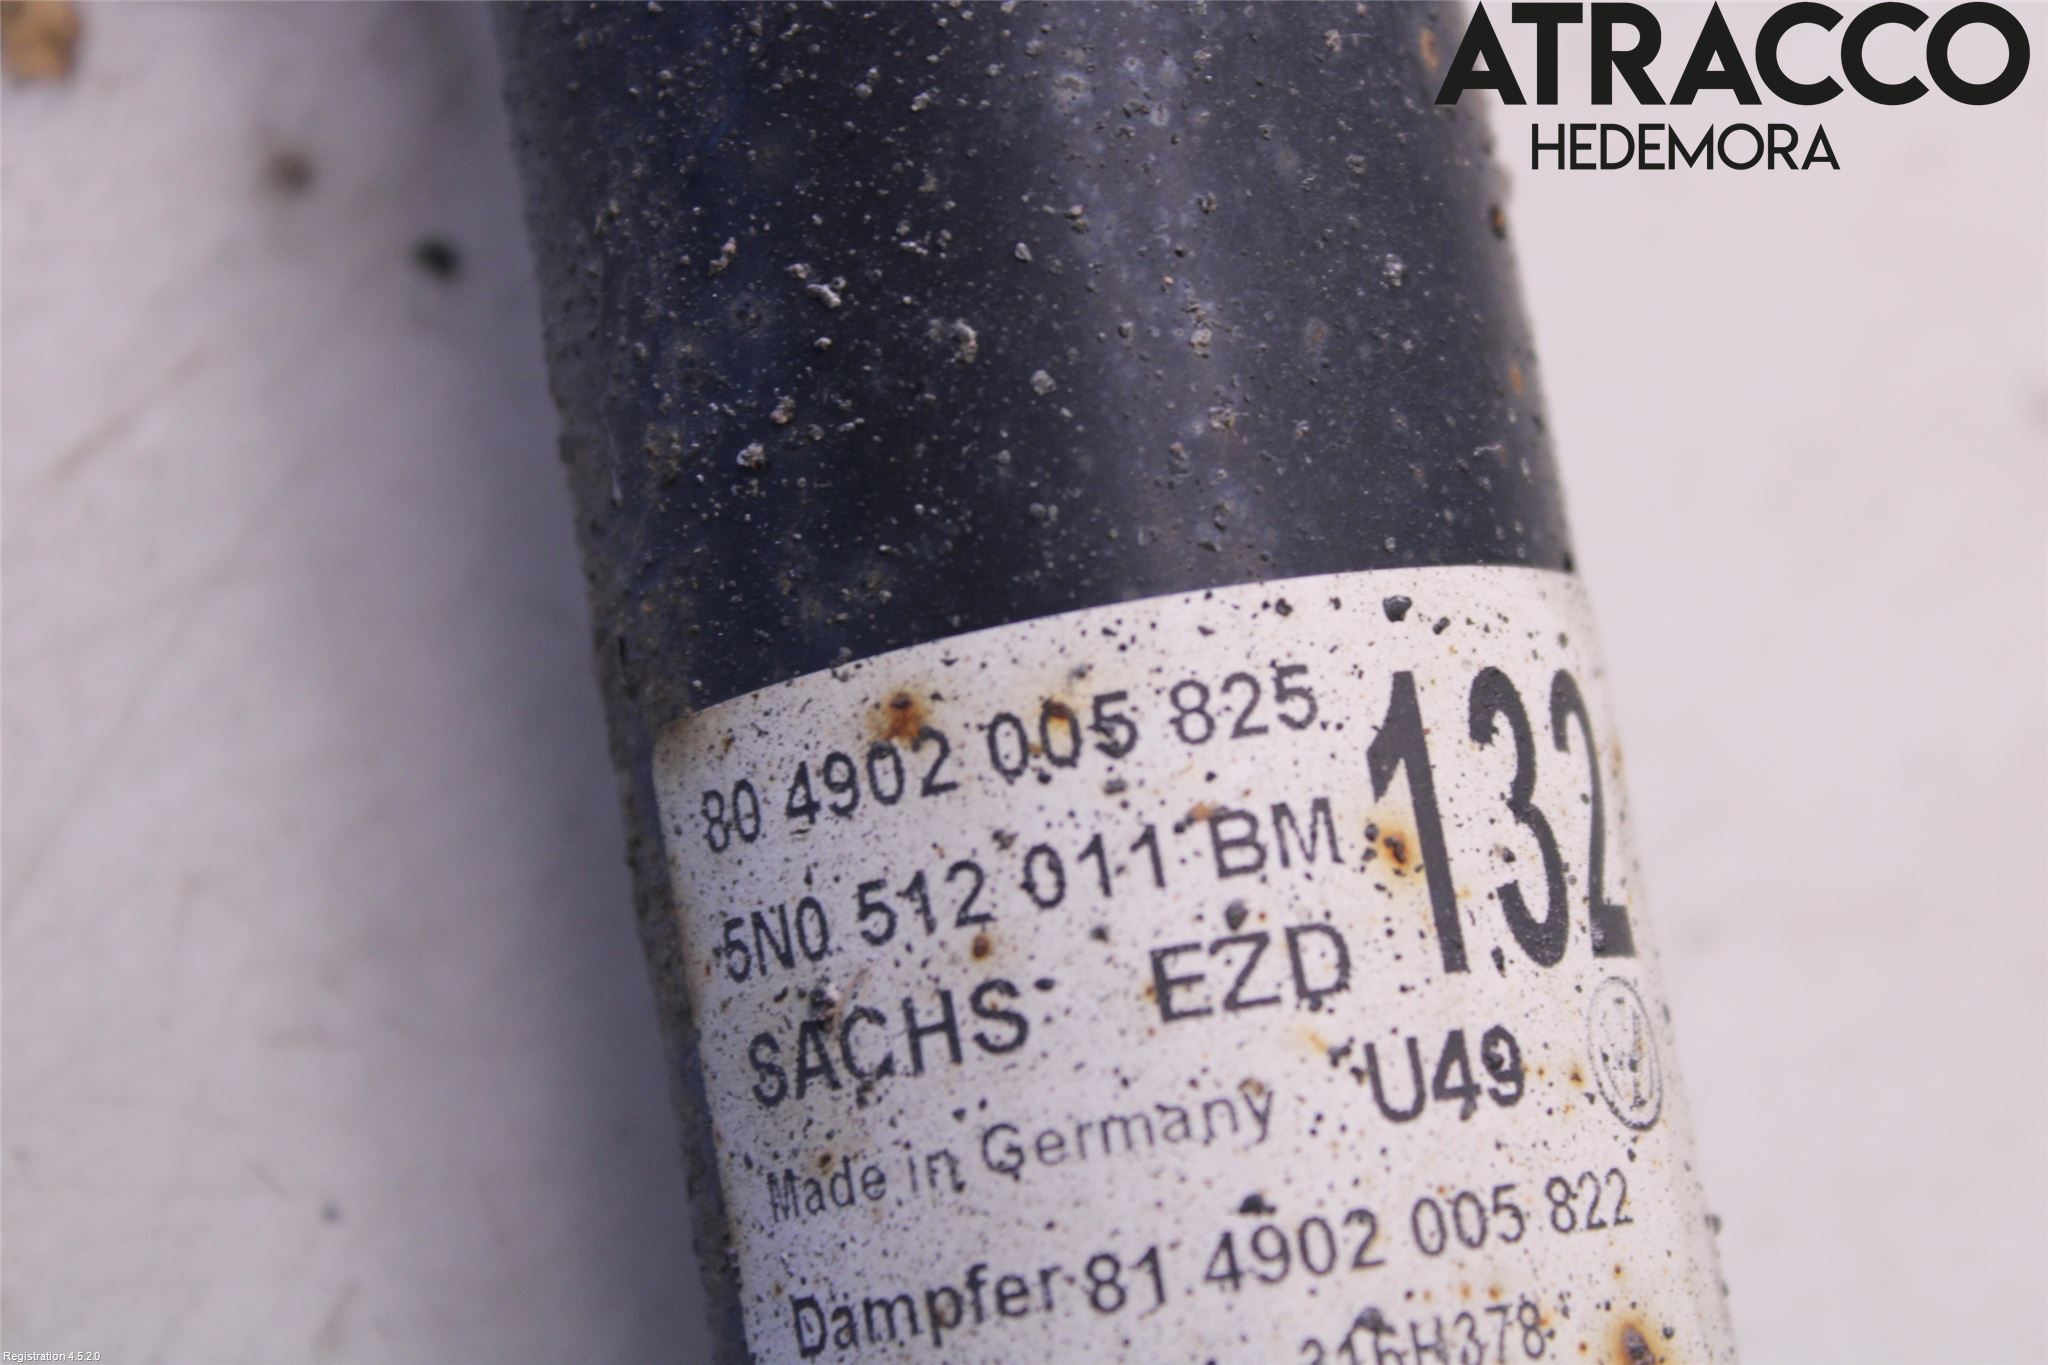 ATRACCO
HEDEMORA
80 4902 005 825
132
5N0 512 011 BM
SACHS EZD
Made in Germany U49
Dampfer 81 4902 005 822
316H378
Registration 4.5.2.0